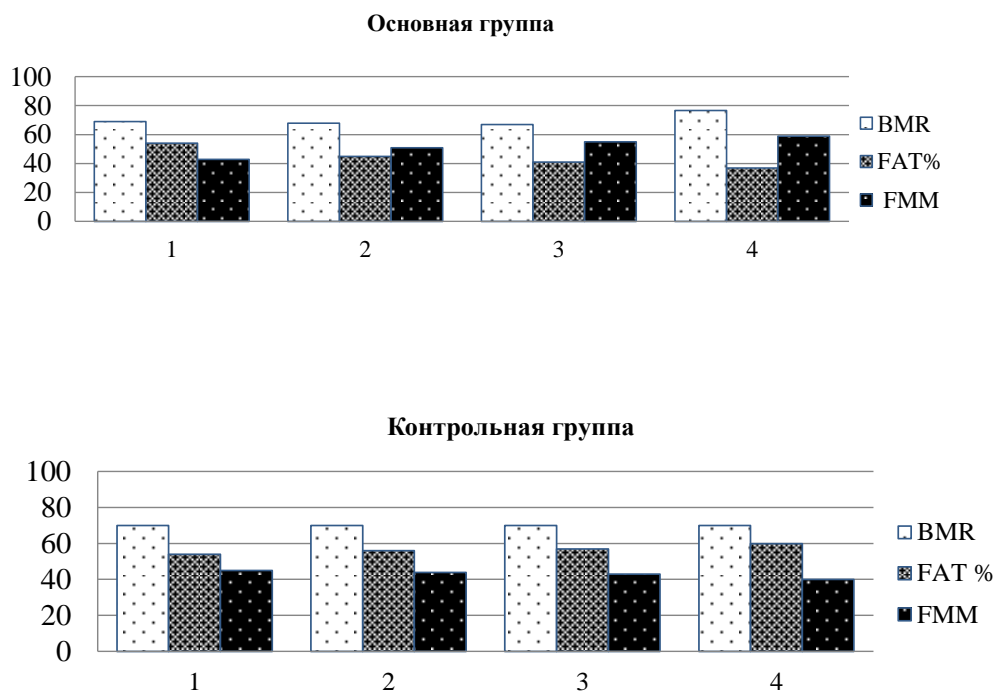 Основная группа
100
80
60
40
20
0
1 2 3 4
BMR
FAT%
FMM
Контрольная группа
100
80
60
40
20
0
1 2 3 4
BMR
FAT %
FMM